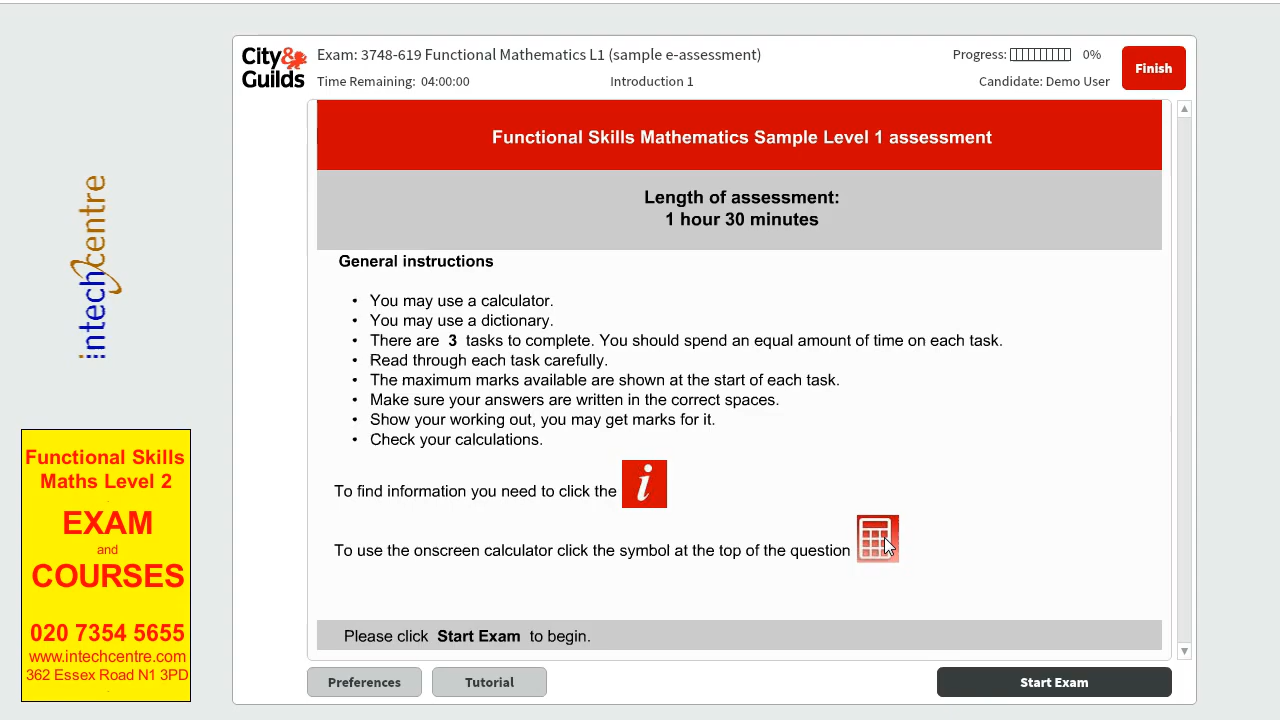 City&
Guilds
Exam: 3748-619 Functional Mathematics L1 (sample e-assessment)
Progress: 0%
Finish
Time Remaining: 04:00:00
Introduction 1
Candidate: Demo User
Functional Skills Mathematics Sample Level 1 assessment
Length of assessment:
1 hour 30 minutes
General instructions
• You may use a calculator.
• You may use a dictionary.
• There are 3 tasks to complete. You should spend an equal amount of time on each task.
• Read through each task carefully.
• The maximum marks available are shown at the start of each task.
• Make sure your answers are written in the correct spaces.
• Show your working out, you may get marks for it.
• Check your calculations.
To find information you need to click the i
To use the onscreen calculator click the symbol at the top of the question
Please click Start Exam to begin.
Preferences
Tutorial
Start Exam
intechcentre
Functional Skills
Maths Level 2
EXAM
and
COURSES
020 7354 5655
www.intechcentre.com
362 Essex Road N1 3PD